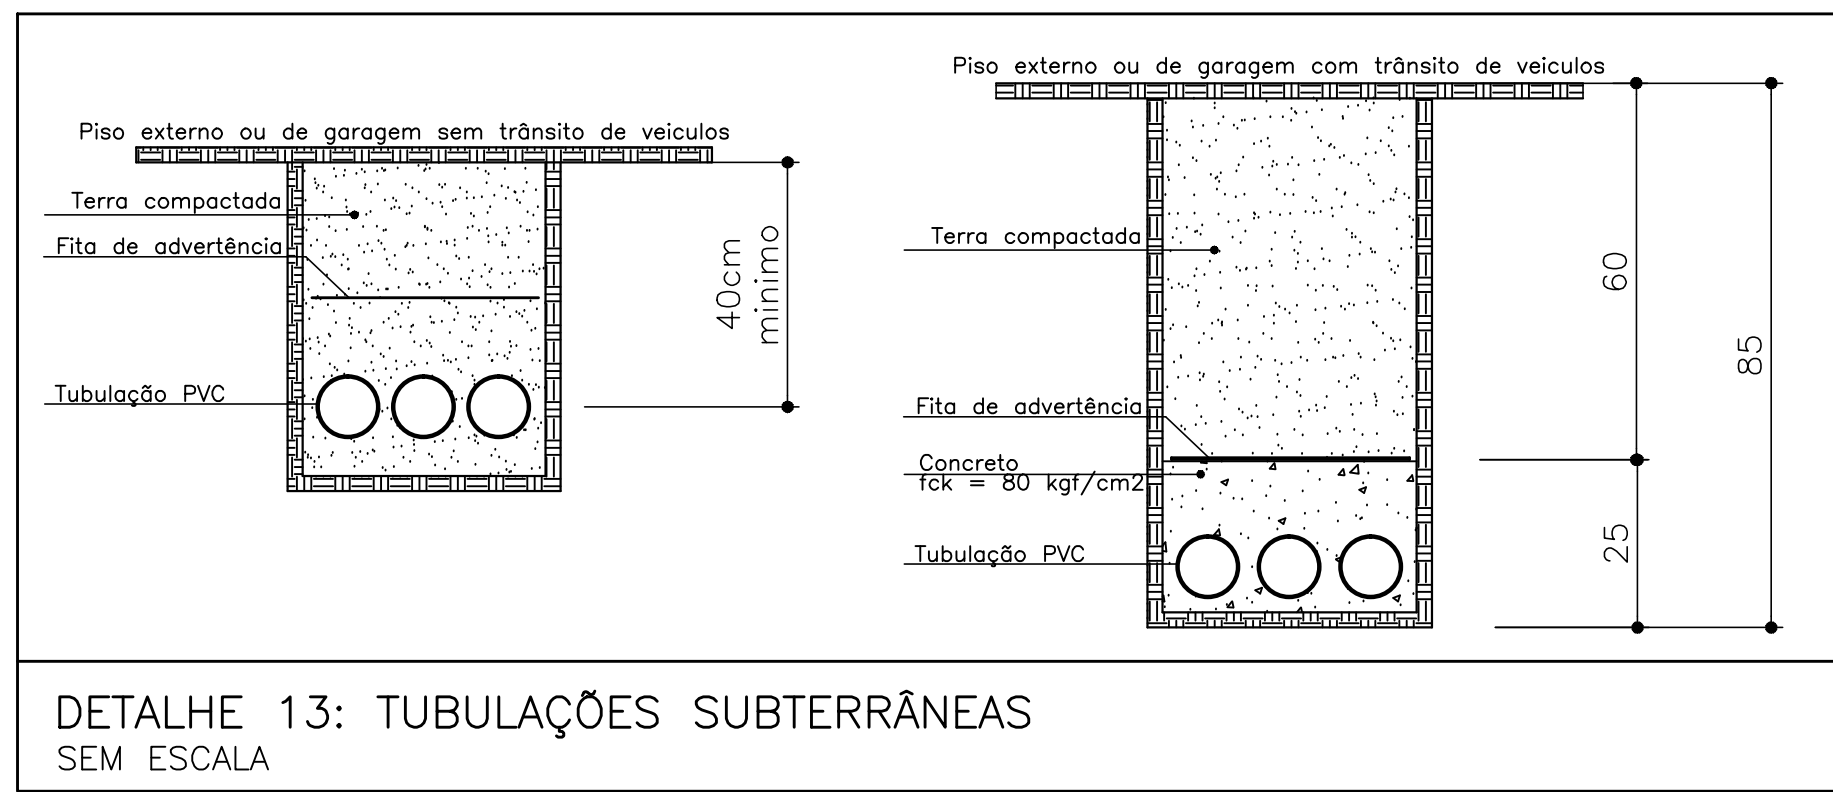 Piso externo ou de garagem sem trânsito de veiculos
Terra compactada
Fita de advertência
Tubulação PVC
40cm
minimo
Piso externo ou de garagem com trânsito de veiculos
Terra compactada
Fita de advertência
Concreto
fck = 80 kgf/cm2
Tubulação PVC
60
25
85
DETALHE 13: TUBULAÇÕES SUBTERRÂNEAS
SEM ESCALA